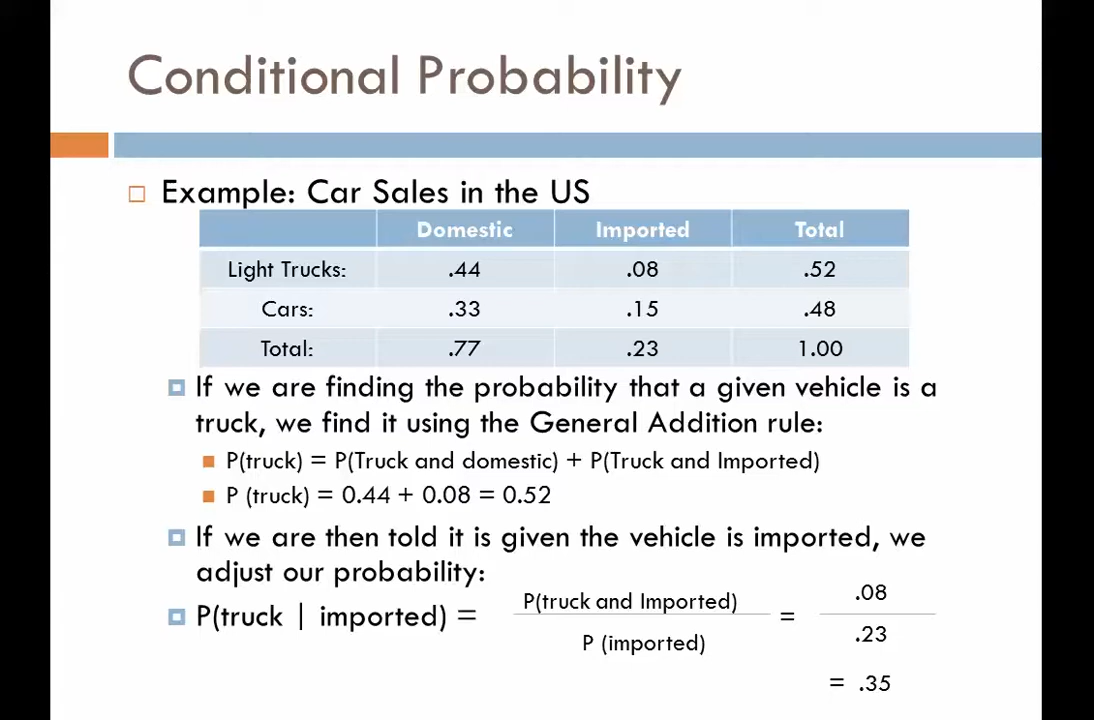 Conditional Probability
Example: Car Sales in the US
Domestic Imported Total
Light Trucks: .44 .08 .52
Cars: .33 .15 .48
Total: .77 .23 1.00
If we are finding the probability that a given vehicle is a
truck, we find it using the General Addition rule:
P(truck) = P(Truck and domestic) + P(Truck and Imported)
P (truck) = 0.44 + 0.08 = 0.52
If we are then told it is given the vehicle is imported, we
adjust our probability:
P(truck | imported) =
P(truck and Imported)
P (imported)
=
.08
.23
= .35